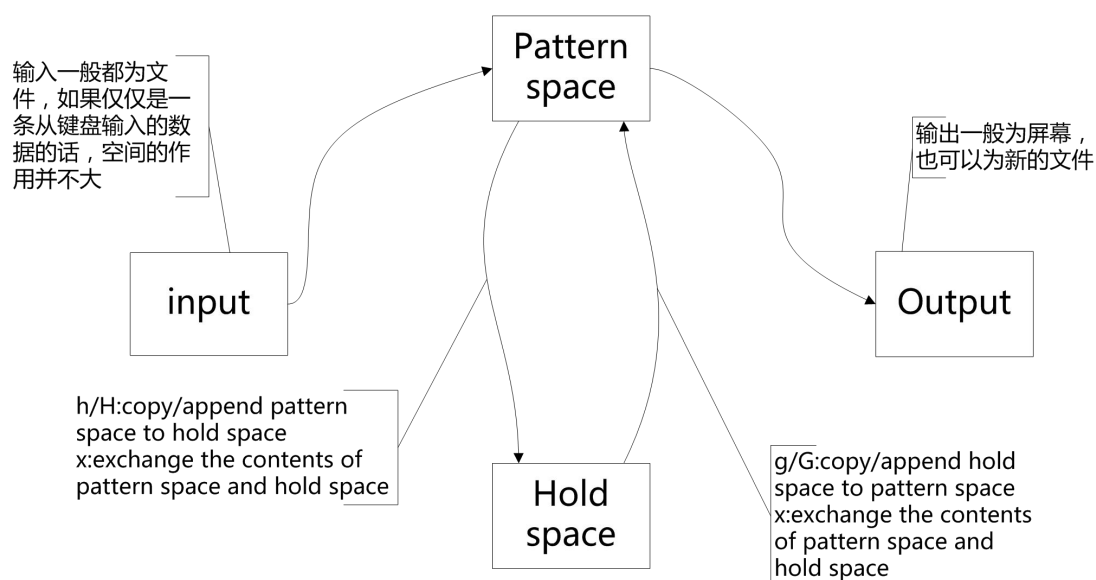 Pattern
space
输入一般都为文
件，如果仅仅是一
条从键盘输入的数
据的话，空间的作
用并不大
输出一般为屏幕，
也可以为新的文件
input
Output
h/H:copy/append pattern
space to hold space
x:exchange the contents of
pattern space and hold space
Hold
space
g/G:copy/append hold
space to pattern space
x:exchange the contents
of pattern space and
hold space